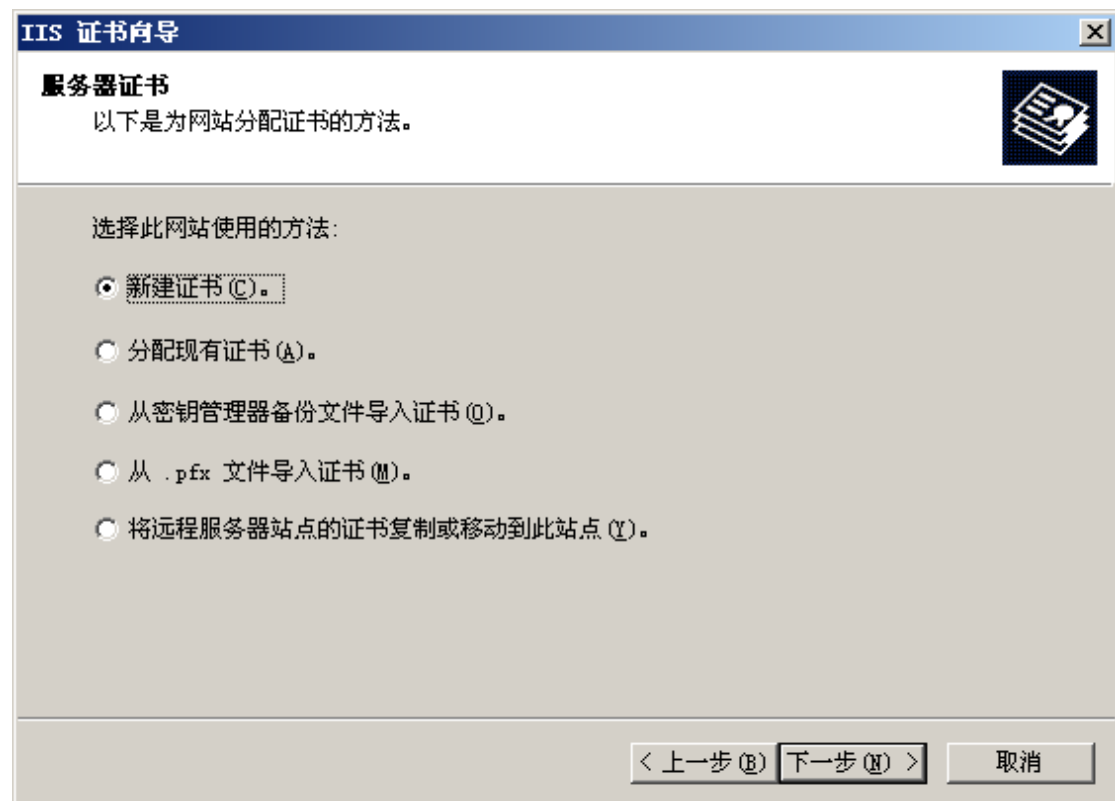 IIS 证书向导
服务器证书
以下是为网站分配证书的方法。
选择此网站使用的方法:
新建证书(C)。
分配现有证书(A)。
从密钥管理器备份文件导入证书(O)。
从 .pfx 文件导入证书(M)。
将远程服务器站点的证书复制或移动到此站点(Y)。
< 上一步(B) 下一步(N) > 取消